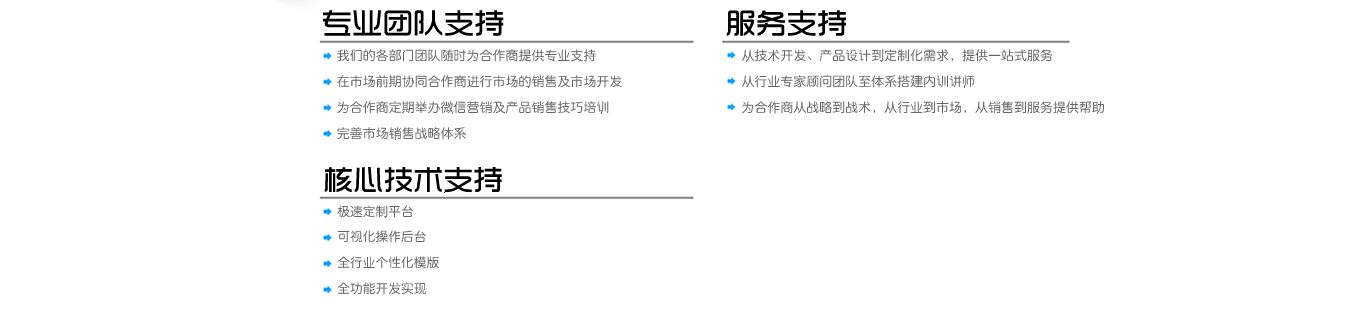 专业团队支持
我们的各部门团队随时为合作商提供专业支持
在市场前期协同合作商进行市场的销售及市场开发
为合作商定期举办微信营销及产品销售技巧培训
完善市场销售战略体系
服务支持
从技术开发、产品设计到定制化需求，提供一站式服务
从行业专家顾问团队至体系搭建内训讲师
为合作商从战略到战术，从行业到市场，从销售到服务提供帮助
核心技术支持
极速定制平台
可视化操作后台
全行业个性化模版
全功能开发实现